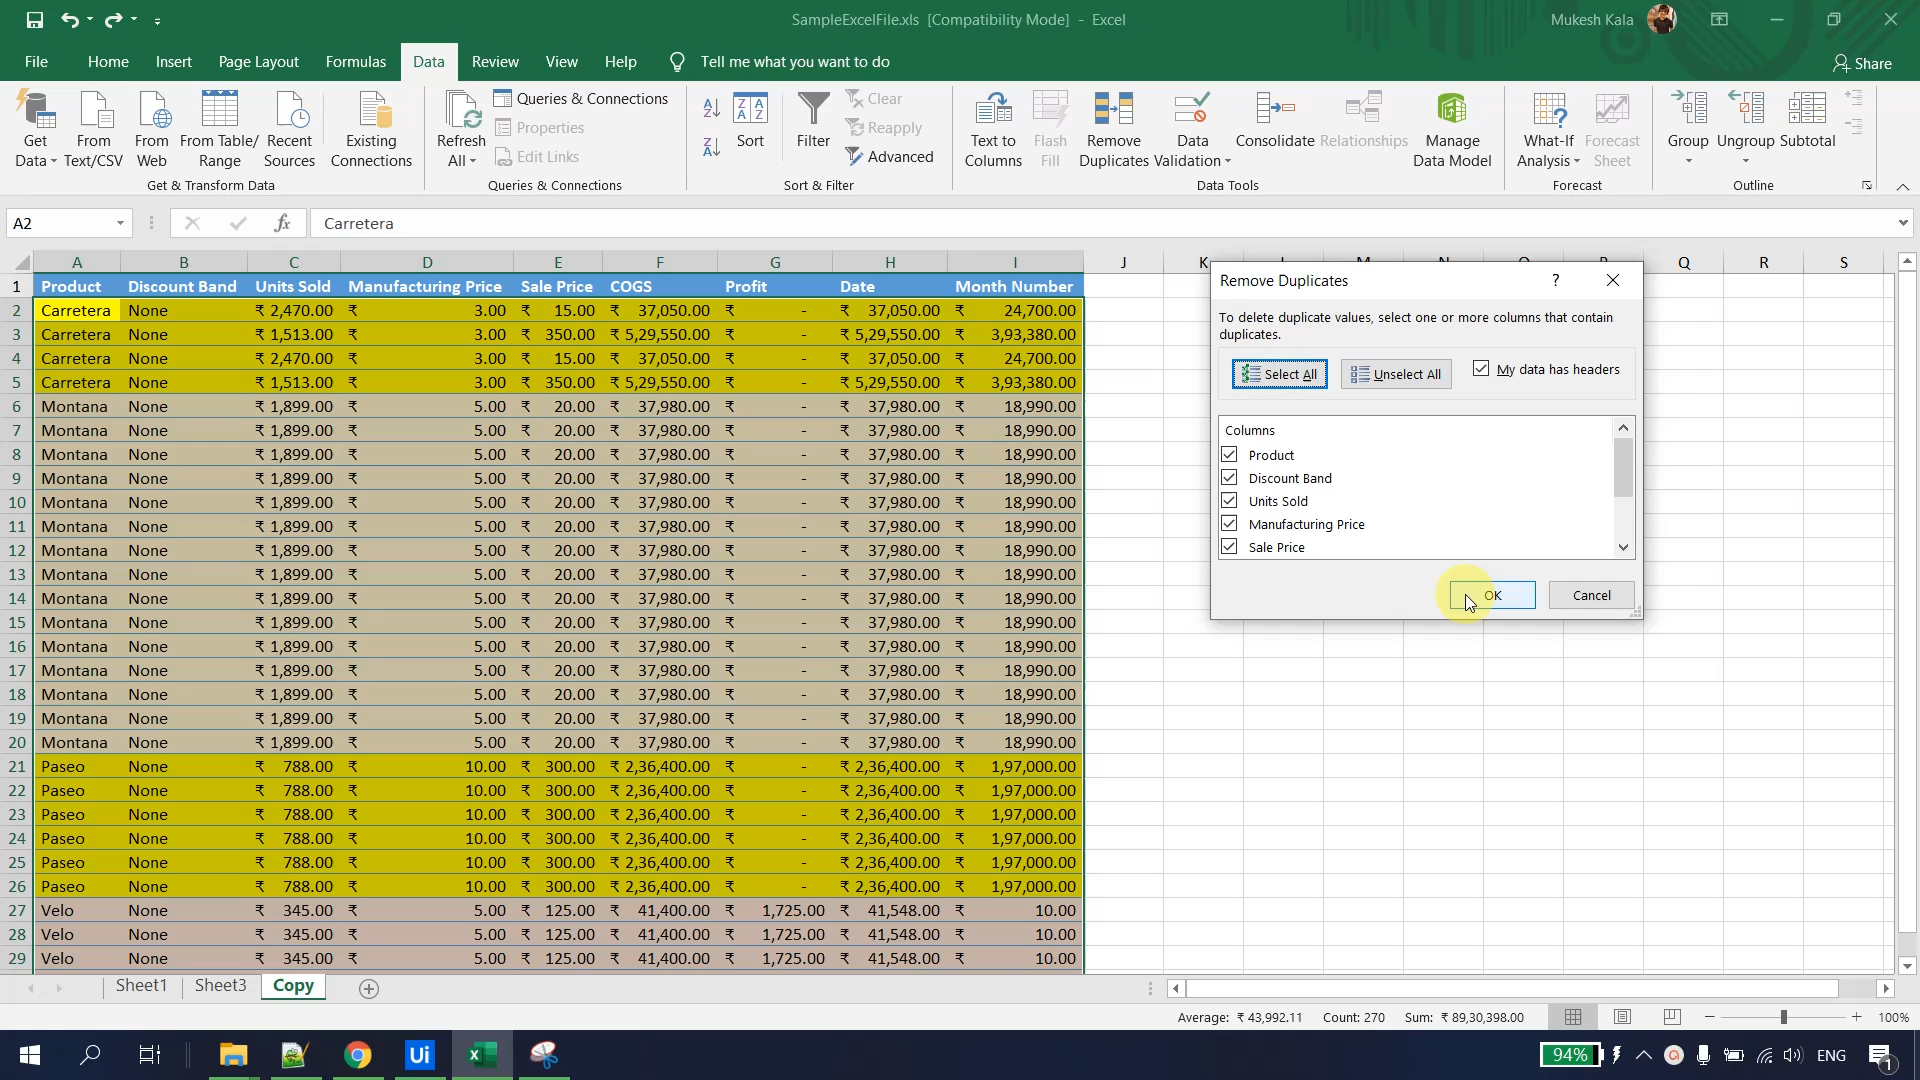 SampleExcelFile.xls [Compatibility Mode] - Excel
Mukesh Kala
File Home Insert Page Layout Formulas Data Review View Help Tell me what you want to do
Share
Get Data
From Text/CSV
From Web
From Table/ Range
Recent Sources
Existing Connections
Get & Transform Data
Refresh All
Queries & Connections
Properties
Edit Links
Queries & Connections
Sort
Filter
Clear
Reapply
Advanced
Sort & Filter
Text to Columns
Flash Fill
Remove Duplicates
Data Validation
Consolidate
Relationships
Manage Data Model
Data Tools
What-If Analysis
Forecast Sheet
Forecast
Group
Ungroup
Subtotal
Outline
A2 fx Carretera
A B C D E F G H I J K Q R S
1 Product Discount Band Units Sold Manufacturing Price Sale Price COGS Profit Date Month Number
2 Carretera None ₹ 2,470.00 ₹ 3.00 ₹ 15.00 ₹ 37,050.00 ₹ - ₹ 37,050.00 ₹ 24,700.00
3 Carretera None ₹ 1,513.00 ₹ 3.00 ₹ 350.00 ₹ 5,29,550.00 ₹ - ₹ 5,29,550.00 ₹ 3,93,380.00
4 Carretera None ₹ 2,470.00 ₹ 3.00 ₹ 15.00 ₹ 37,050.00 ₹ - ₹ 37,050.00 ₹ 24,700.00
5 Carretera None ₹ 1,513.00 ₹ 3.00 ₹ 350.00 ₹ 5,29,550.00 ₹ - ₹ 5,29,550.00 ₹ 3,93,380.00
6 Montana None ₹ 1,899.00 ₹ 5.00 ₹ 20.00 ₹ 37,980.00 ₹ - ₹ 37,980.00 ₹ 18,990.00
7 Montana None ₹ 1,899.00 ₹ 5.00 ₹ 20.00 ₹ 37,980.00 ₹ - ₹ 37,980.00 ₹ 18,990.00
8 Montana None ₹ 1,899.00 ₹ 5.00 ₹ 20.00 ₹ 37,980.00 ₹ - ₹ 37,980.00 ₹ 18,990.00
9 Montana None ₹ 1,899.00 ₹ 5.00 ₹ 20.00 ₹ 37,980.00 ₹ - ₹ 37,980.00 ₹ 18,990.00
10 Montana None ₹ 1,899.00 ₹ 5.00 ₹ 20.00 ₹ 37,980.00 ₹ - ₹ 37,980.00 ₹ 18,990.00
11 Montana None ₹ 1,899.00 ₹ 5.00 ₹ 20.00 ₹ 37,980.00 ₹ - ₹ 37,980.00 ₹ 18,990.00
12 Montana None ₹ 1,899.00 ₹ 5.00 ₹ 20.00 ₹ 37,980.00 ₹ - ₹ 37,980.00 ₹ 18,990.00
13 Montana None ₹ 1,899.00 ₹ 5.00 ₹ 20.00 ₹ 37,980.00 ₹ - ₹ 37,980.00 ₹ 18,990.00
14 Montana None ₹ 1,899.00 ₹ 5.00 ₹ 20.00 ₹ 37,980.00 ₹ - ₹ 37,980.00 ₹ 18,990.00
15 Montana None ₹ 1,899.00 ₹ 5.00 ₹ 20.00 ₹ 37,980.00 ₹ - ₹ 37,980.00 ₹ 18,990.00
16 Montana None ₹ 1,899.00 ₹ 5.00 ₹ 20.00 ₹ 37,980.00 ₹ - ₹ 37,980.00 ₹ 18,990.00
17 Montana None ₹ 1,899.00 ₹ 5.00 ₹ 20.00 ₹ 37,980.00 ₹ - ₹ 37,980.00 ₹ 18,990.00
18 Montana None ₹ 1,899.00 ₹ 5.00 ₹ 20.00 ₹ 37,980.00 ₹ - ₹ 37,980.00 ₹ 18,990.00
19 Montana None ₹ 1,899.00 ₹ 5.00 ₹ 20.00 ₹ 37,980.00 ₹ - ₹ 37,980.00 ₹ 18,990.00
20 Montana None ₹ 1,899.00 ₹ 5.00 ₹ 20.00 ₹ 37,980.00 ₹ - ₹ 37,980.00 ₹ 18,990.00
21 Paseo None ₹ 788.00 ₹ 10.00 ₹ 300.00 ₹ 2,36,400.00 ₹ - ₹ 2,36,400.00 ₹ 1,97,000.00
22 Paseo None ₹ 788.00 ₹ 10.00 ₹ 300.00 ₹ 2,36,400.00 ₹ - ₹ 2,36,400.00 ₹ 1,97,000.00
23 Paseo None ₹ 788.00 ₹ 10.00 ₹ 300.00 ₹ 2,36,400.00 ₹ - ₹ 2,36,400.00 ₹ 1,97,000.00
24 Paseo None ₹ 788.00 ₹ 10.00 ₹ 300.00 ₹ 2,36,400.00 ₹ - ₹ 2,36,400.00 ₹ 1,97,000.00
25 Paseo None ₹ 788.00 ₹ 10.00 ₹ 300.00 ₹ 2,36,400.00 ₹ - ₹ 2,36,400.00 ₹ 1,97,000.00
26 Paseo None ₹ 788.00 ₹ 10.00 ₹ 300.00 ₹ 2,36,400.00 ₹ - ₹ 2,36,400.00 ₹ 1,97,000.00
27 Velo None ₹ 345.00 ₹ 5.00 ₹ 125.00 ₹ 41,400.00 ₹ 1,725.00 ₹ 41,548.00 ₹ 10.00
28 Velo None ₹ 345.00 ₹ 5.00 ₹ 125.00 ₹ 41,400.00 ₹ 1,725.00 ₹ 41,548.00 ₹ 10.00
29 Velo None ₹ 345.00 ₹ 5.00 ₹ 125.00 ₹ 41,400.00 ₹ 1,725.00 ₹ 41,548.00 ₹ 10.00
Remove Duplicates ?
To delete duplicate values, select one or more columns that contain
duplicates.
Select All Unselect All My data has headers
Columns
Product
Discount Band
Units Sold
Manufacturing Price
Sale Price
OK Cancel
Sheet1 Sheet3 Copy
Average: ₹ 43,992.11 Count: 270 Sum: ₹ 89,30,398.00 100%
Ui 94% ENG 1